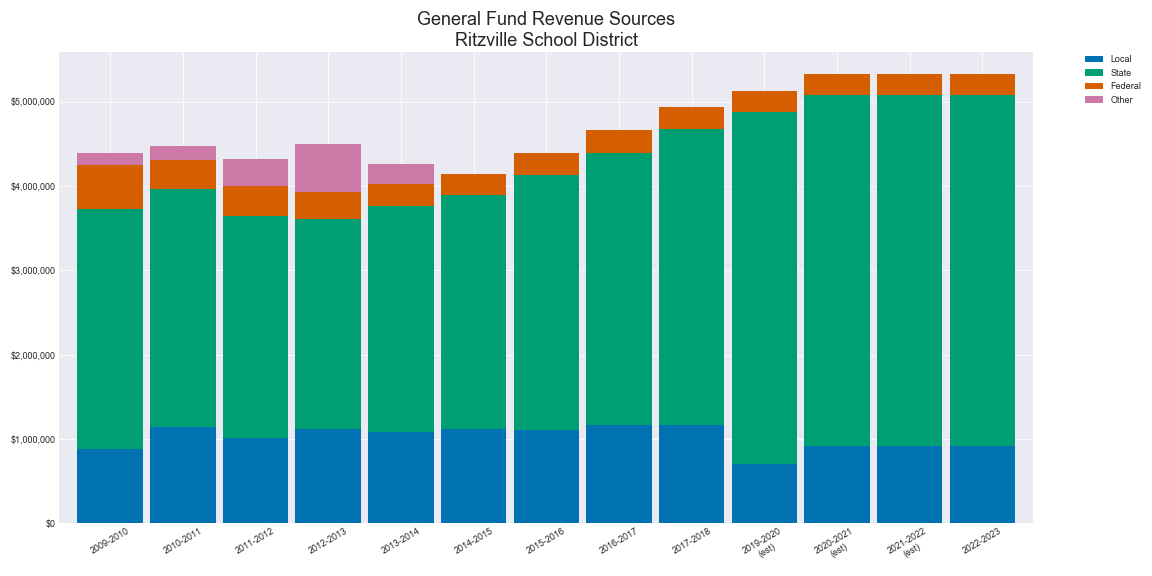 General Fund Revenue Sources
Ritzville School District
Local
State
Federal
Other
$5,000,000
$4,000,000
$3,000,000
$2,000,000
$1,000,000
$0
2009-2010
2010-2011
2011-2012
2012-2013
2013-2014
2014-2015
2015-2016
2016-2017
2017-2018
2019-2020
(est)
2020-2021
(est)
2021-2022
(est)
2022-2023